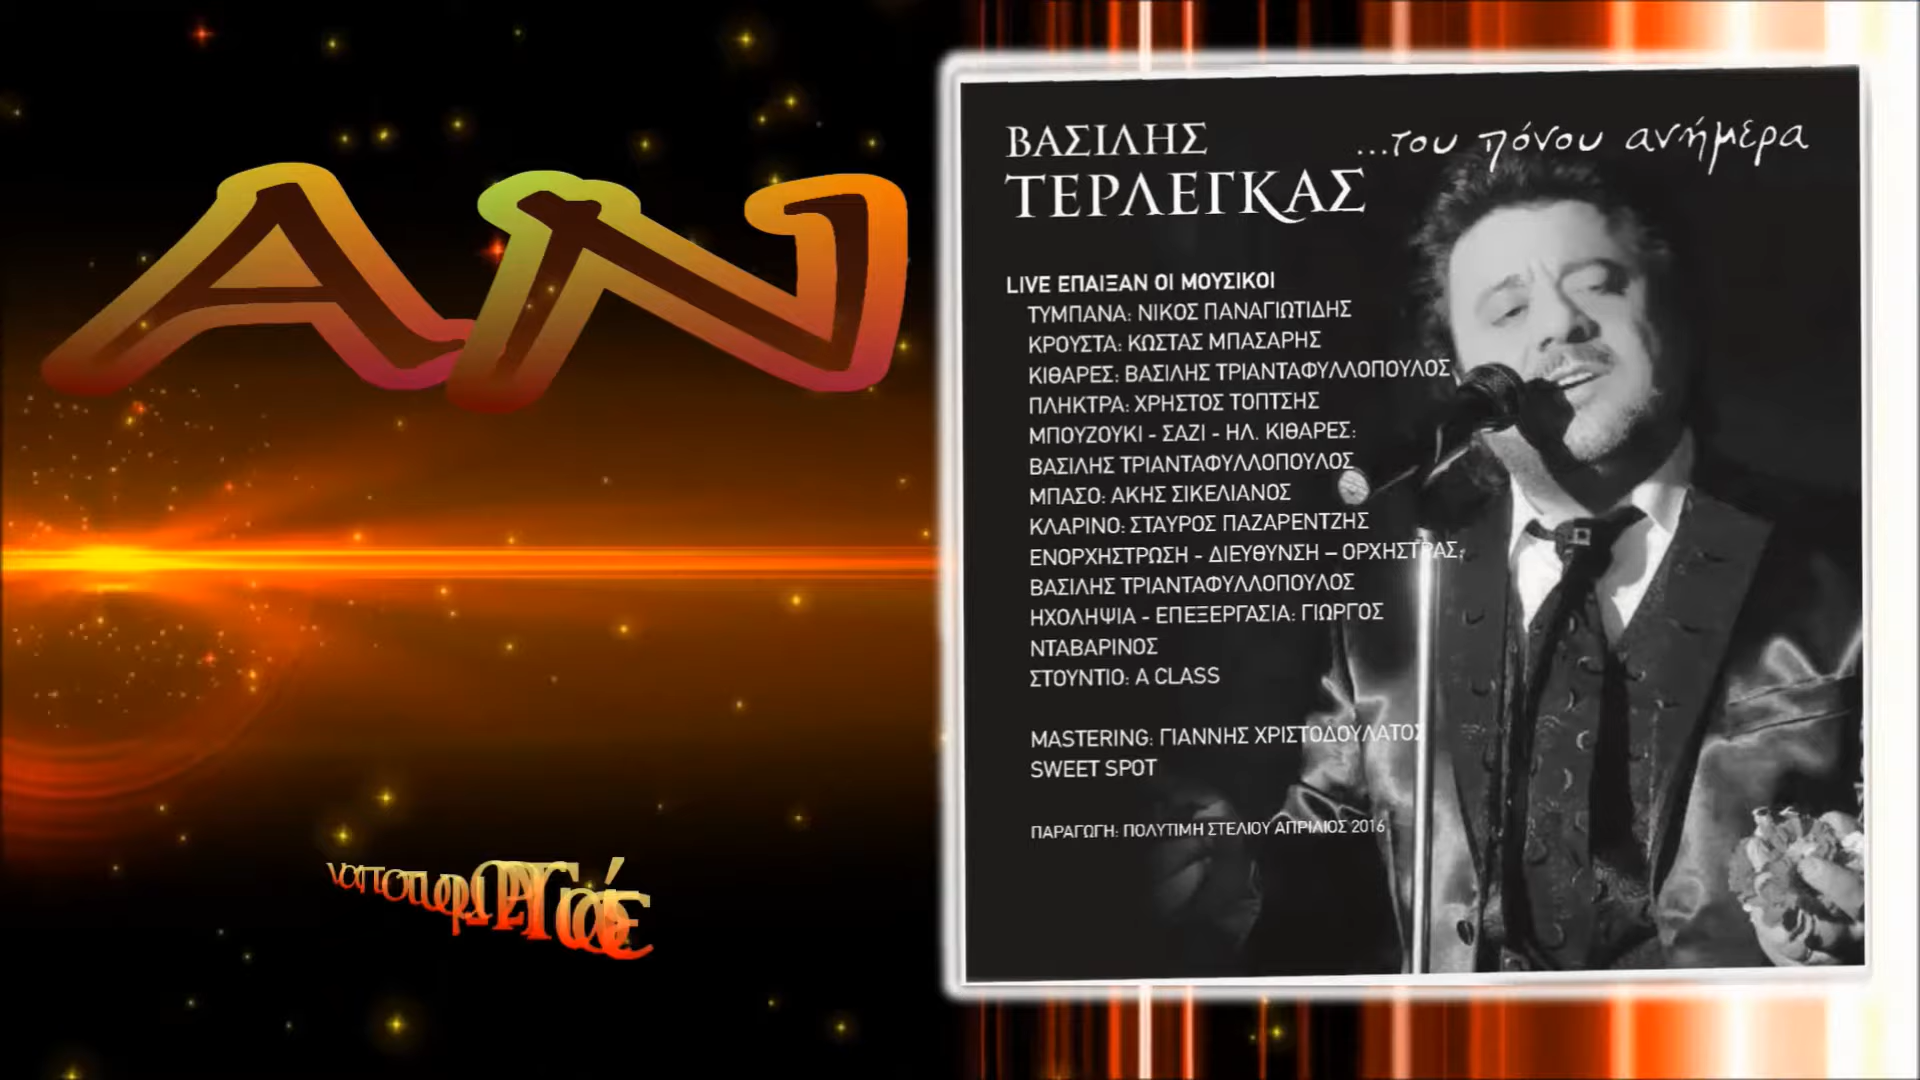 AN
ΒΑΣΙΛΗΣ
ΤΕΡΛΕΓΚΑΣ
...του πόνου ανήμερα
LIVE ΕΠΑΙΞΑΝ ΟΙ ΜΟΥΣΙΚΟΙ
ΤΥΜΠΑΝΑ: ΝΙΚΟΣ ΠΑΝΑΓΙΩΤΙΔΗΣ
ΚΡΟΥΣΤΑ: ΚΩΣΤΑΣ ΜΠΑΣΑΡΗΣ
ΚΙΘΑΡΕΣ: ΒΑΣΙΛΗΣ ΤΡΙΑΝΤΑΦΥΛΛΟΠΟΥΛΟΣ
ΠΛΗΚΤΡΑ: ΧΡΗΣΤΟΣ ΤΟΠΤΣΗΣ
ΜΠΟΥΖΟΥΚΙ - ΣΑΖΙ - ΗΛ. ΚΙΘΑΡΕΣ:
ΒΑΣΙΛΗΣ ΤΡΙΑΝΤΑΦΥΛΛΟΠΟΥΛΟΣ
ΜΠΑΣΟ: ΑΚΗΣ ΣΙΚΕΛΙΑΝΟΣ
ΚΛΑΡΙΝΟ: ΣΤΑΥΡΟΣ ΠΑΖΑΡΕΝΤΖΗΣ
ΕΝΟΡΧΗΣΤΡΩΣΗ - ΔΙΕΥΘΥΝΣΗ – ΟΡΧΗΣΤΡΑΣ:
ΒΑΣΙΛΗΣ ΤΡΙΑΝΤΑΦΥΛΛΟΠΟΥΛΟΣ
ΗΧΟΛΗΨΙΑ - ΕΠΕΞΕΡΓΑΣΙΑ: ΓΙΩΡΓΟΣ
ΝΤΑΒΑΡΙΝΟΣ
ΣΤΟΥΝΤΙΟ: A CLASS
MASTERING: ΓΙΑΝΝΗΣ ΧΡΙΣΤΟΔΟΥΛΑΤΟΣ
SWEET SPOT
ΠΑΡΑΓΩΓΗ: ΠΟΛΥΤΙΜΗ ΣΤΕΛΙΟΥ ΑΠΡΙΛΙΟΣ 2016